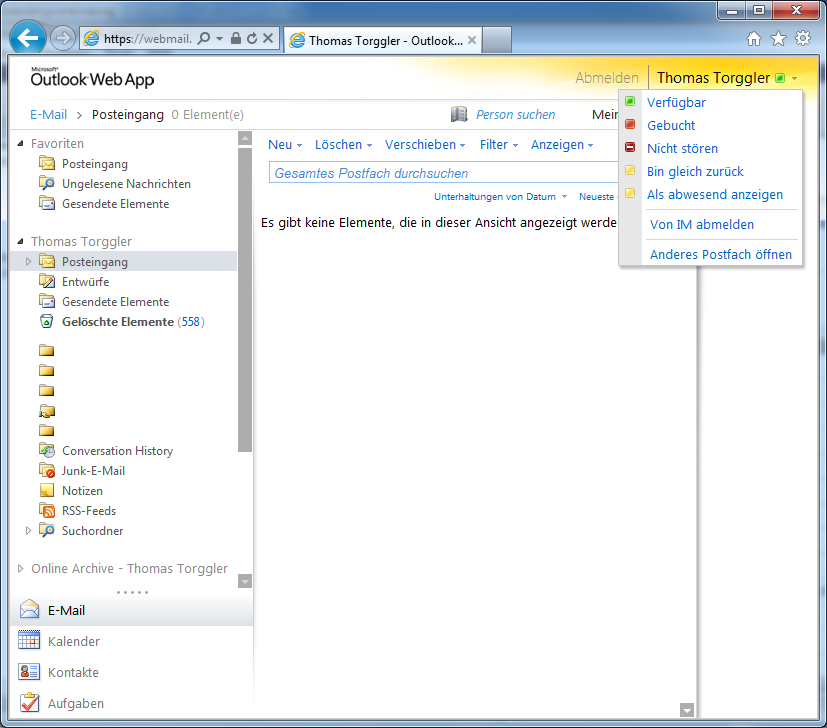 https://webmail.
Thomas Torggler - Outlook...
Microsoft®
Outlook Web App
Abmelden
Thomas Torggler
E-Mail > Posteingang 0 Element(e)
Person suchen
Verfügbar
Gebucht
Nicht stören
Bin gleich zurück
Als abwesend anzeigen
Von IM abmelden
Anderes Postfach öffnen
Favoriten
Posteingang
Ungelesene Nachrichten
Gesendete Elemente
Thomas Torggler
Posteingang
Entwürfe
Gesendete Elemente
Gelöschte Elemente (558)
Conversation History
Junk-E-Mail
Notizen
RSS-Feeds
Suchordner
Online Archive - Thomas Torggler
E-Mail
Kalender
Kontakte
Aufgaben
Neu Löschen Verschieben Filter Anzeigen
Gesamtes Postfach durchsuchen
Unterhaltungen von Datum Neueste
Es gibt keine Elemente, die in dieser Ansicht angezeigt werde